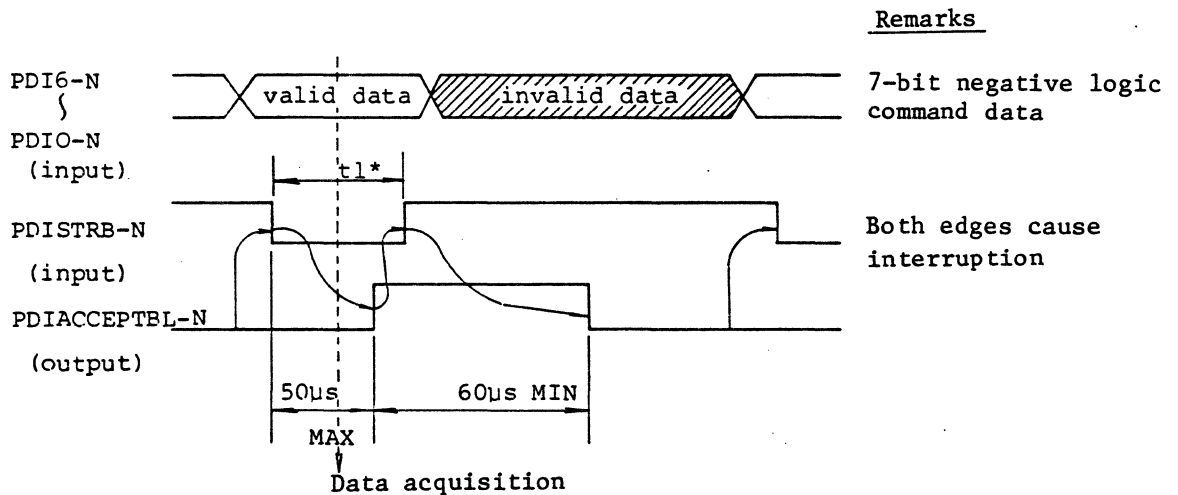 Remarks
PDI6-N
valid data
invalid data
7-bit negative logic
command data
PDIO-N
(input)
tl*
PDISTRB-N
(input)
Both edges cause
interruption
PDIACCEPTBL-N
(output)
50µs
60µs MIN
MAX
Data acquisition